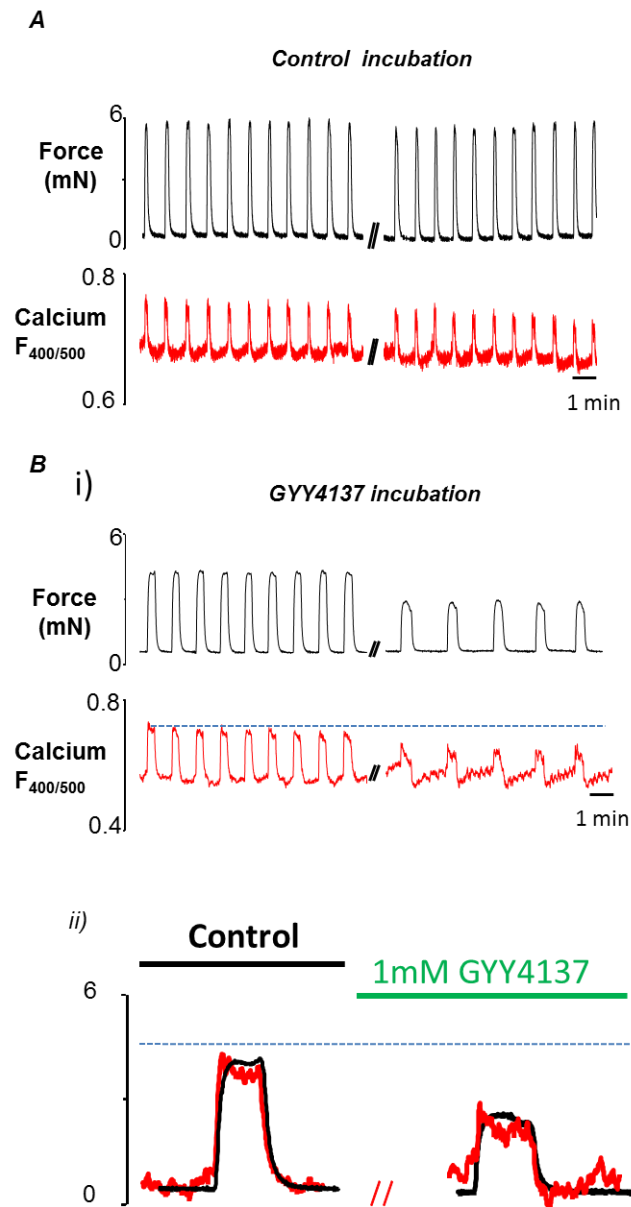 A
Control incubation
6
Force
(mN)
0
0.8
Calcium
F400/500
0.6
1 min
B
i)
GYY4137 incubation
6
Force
(mN)
0
0.8
Calcium
F400/500
0.4
1 min
ii)
Control
1mM GYY4137
6
0